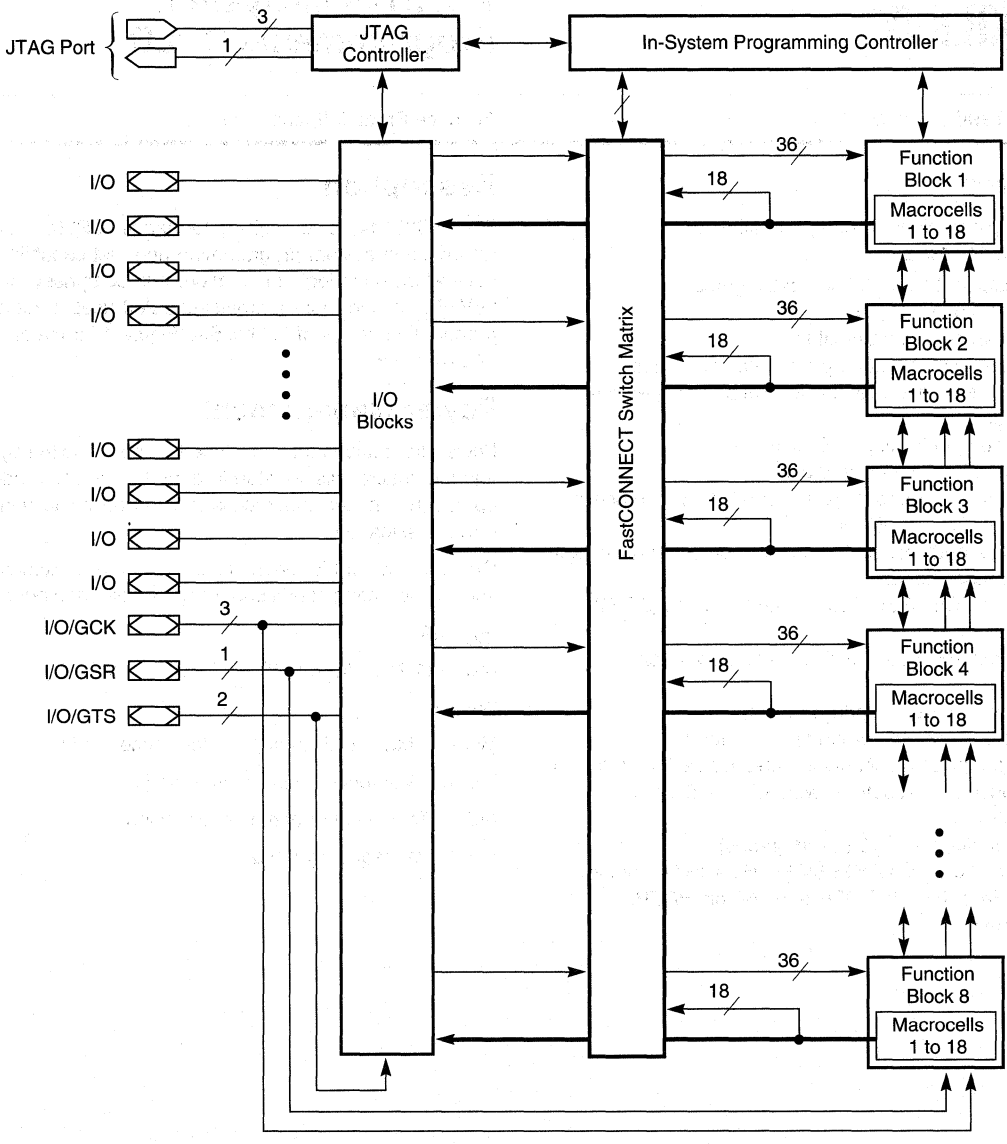 JTAG Port
3
1
JTAG
Controller
In-System Programming Controller
I/O
I/O
I/O
I/O
I/O
I/O
I/O
I/O
I/O/GCK
3
I/O/GSR
1
I/O/GTS
2
I/O
Blocks
FastCONNECT Switch Matrix
36
18
Function
Block 1
Macrocells
1 to 18
36
18
Function
Block 2
Macrocells
1 to 18
36
18
Function
Block 3
Macrocells
1 to 18
36
18
Function
Block 4
Macrocells
1 to 18
36
18
Function
Block 8
Macrocells
1 to 18